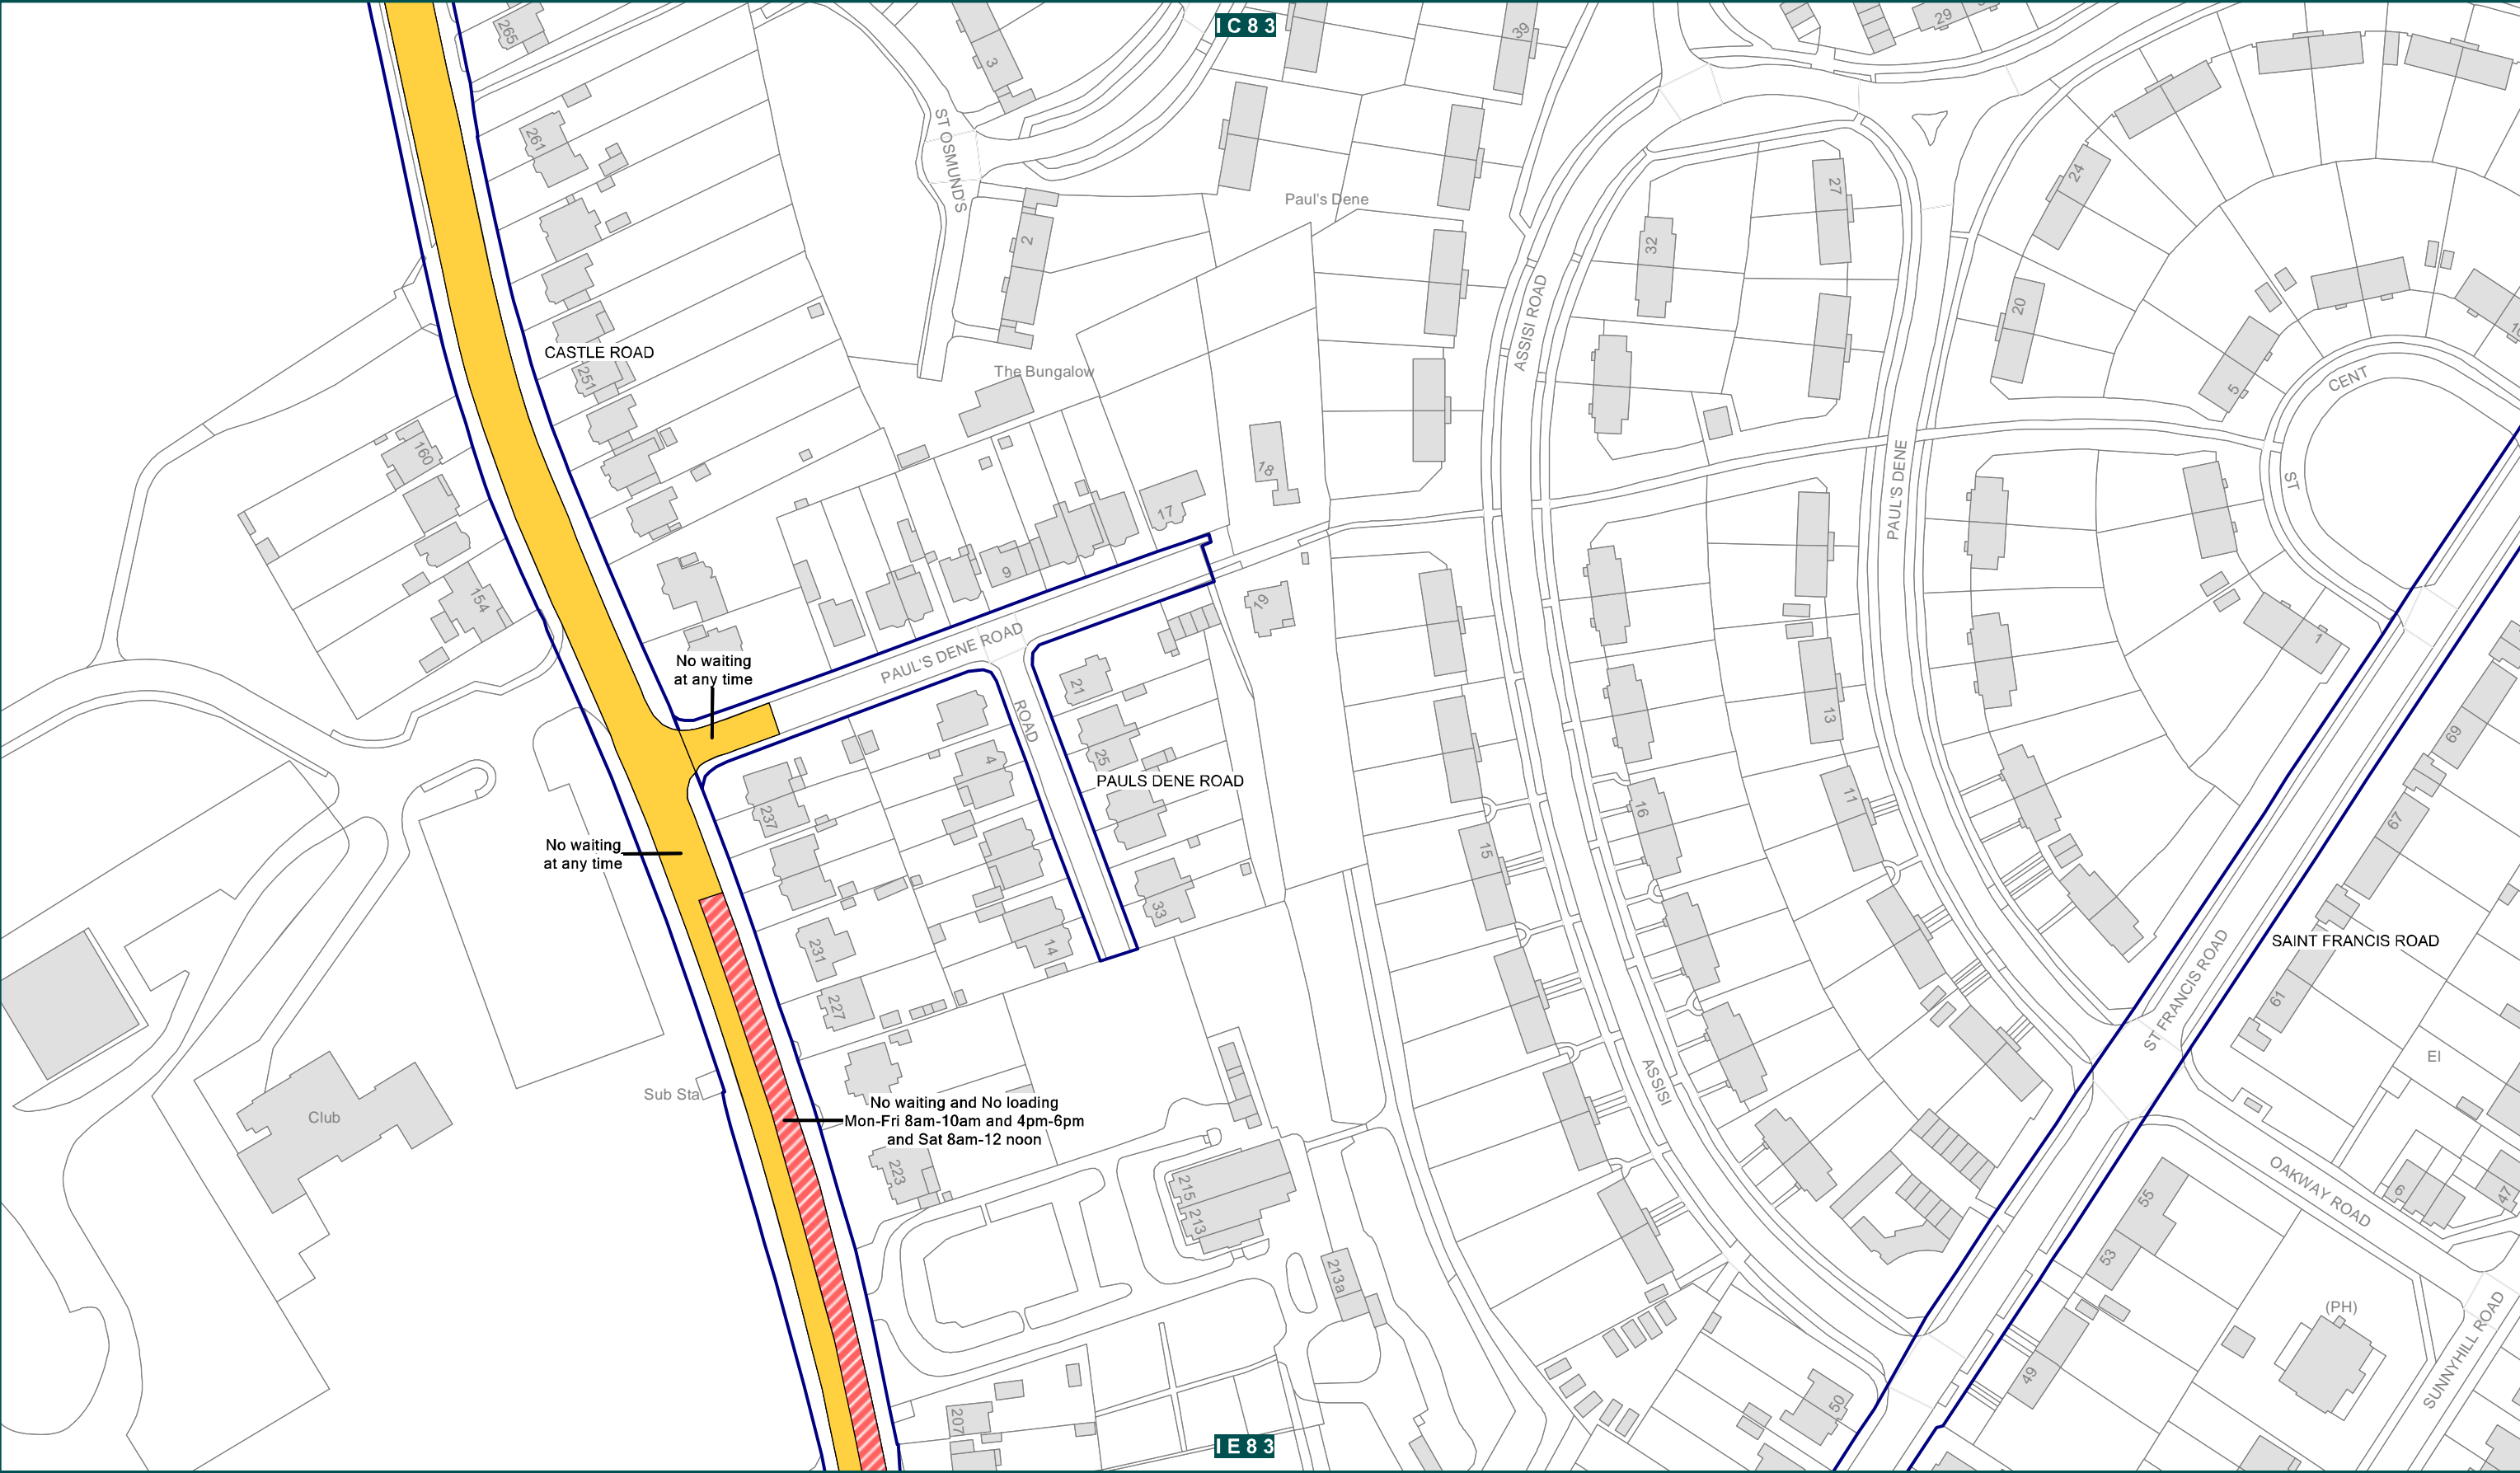 IC83
265
3
39
29
261
ST OSMUND'S
27
24
Paul's Dene
2
32
ASSISI ROAD
20
CASTLE ROAD
251
The Bungalow
5
CENT
160
18
PAUL'S DENE
ST
17
9
154
19
1
PAUL'S DENE ROAD
No waiting
at any time
21
ROAD
4
25
PAULS DENE ROAD
237
13
69
11
16
67
No waiting
at any time
15
33
231
14
SAINT FRANCIS ROAD
ST FRANCIS ROAD
61
227
El
Sub Sta
ASSISI
No waiting and No loading
Mon-Fri 8am-10am and 4pm-6pm
and Sat 8am-12 noon
Club
223
215
213
OAKWAY ROAD
6
47
55
53
213a
(PH)
SUNNYHILL ROAD
49
50
207
IE83